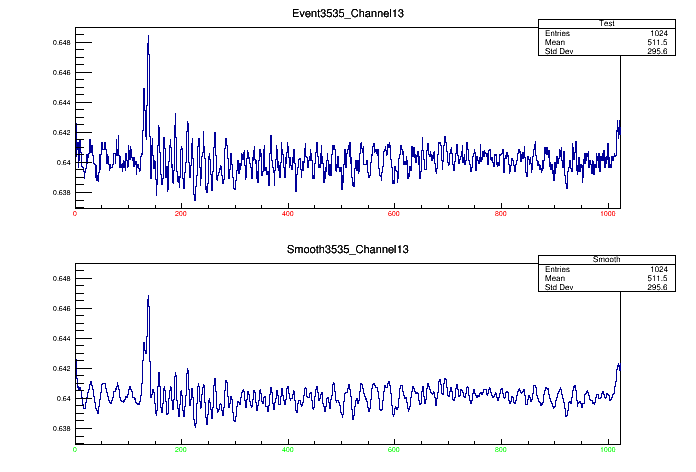 Event3535_Channel13
Test
Entries 1024
Mean 511.5
Std Dev 295.6
0.648
0.646
0.644
0.642
0.64
0.638
0 200 400 600 800 1000
Smooth3535_Channel13
Smooth
Entries 1024
Mean 511.5
Std Dev 295.6
0.648
0.646
0.644
0.642
0.64
0.638
0 200 400 600 800 1000